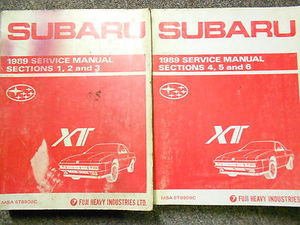 SUBARU
1989 SERVICE MANUAL
SECTIONS 1, 2 and 3
XT
FUJI HEAVY INDUSTRIES LTD.
SUBARU
1989 SERVICE MANUAL
SECTIONS 4, 5 and 6
XT
FUJI HEAVY INDUSTRIES LTD.